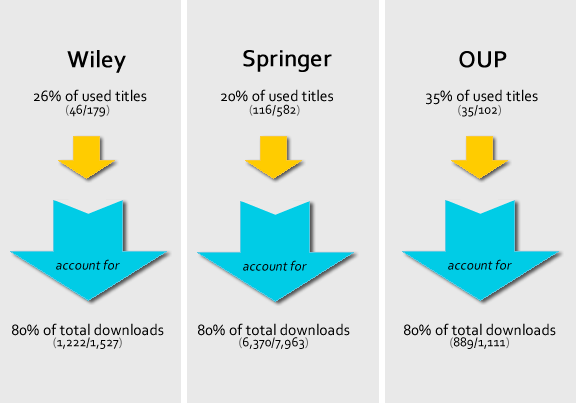 Wiley
26% of used titles
(46/179)
account for
80% of total downloads
(1,222/1,527)
Springer
20% of used titles
(116/582)
account for
80% of total downloads
(6,370/7,963)
OUP
35% of used titles
(35/102)
account for
80% of total downloads
(889/1,111)